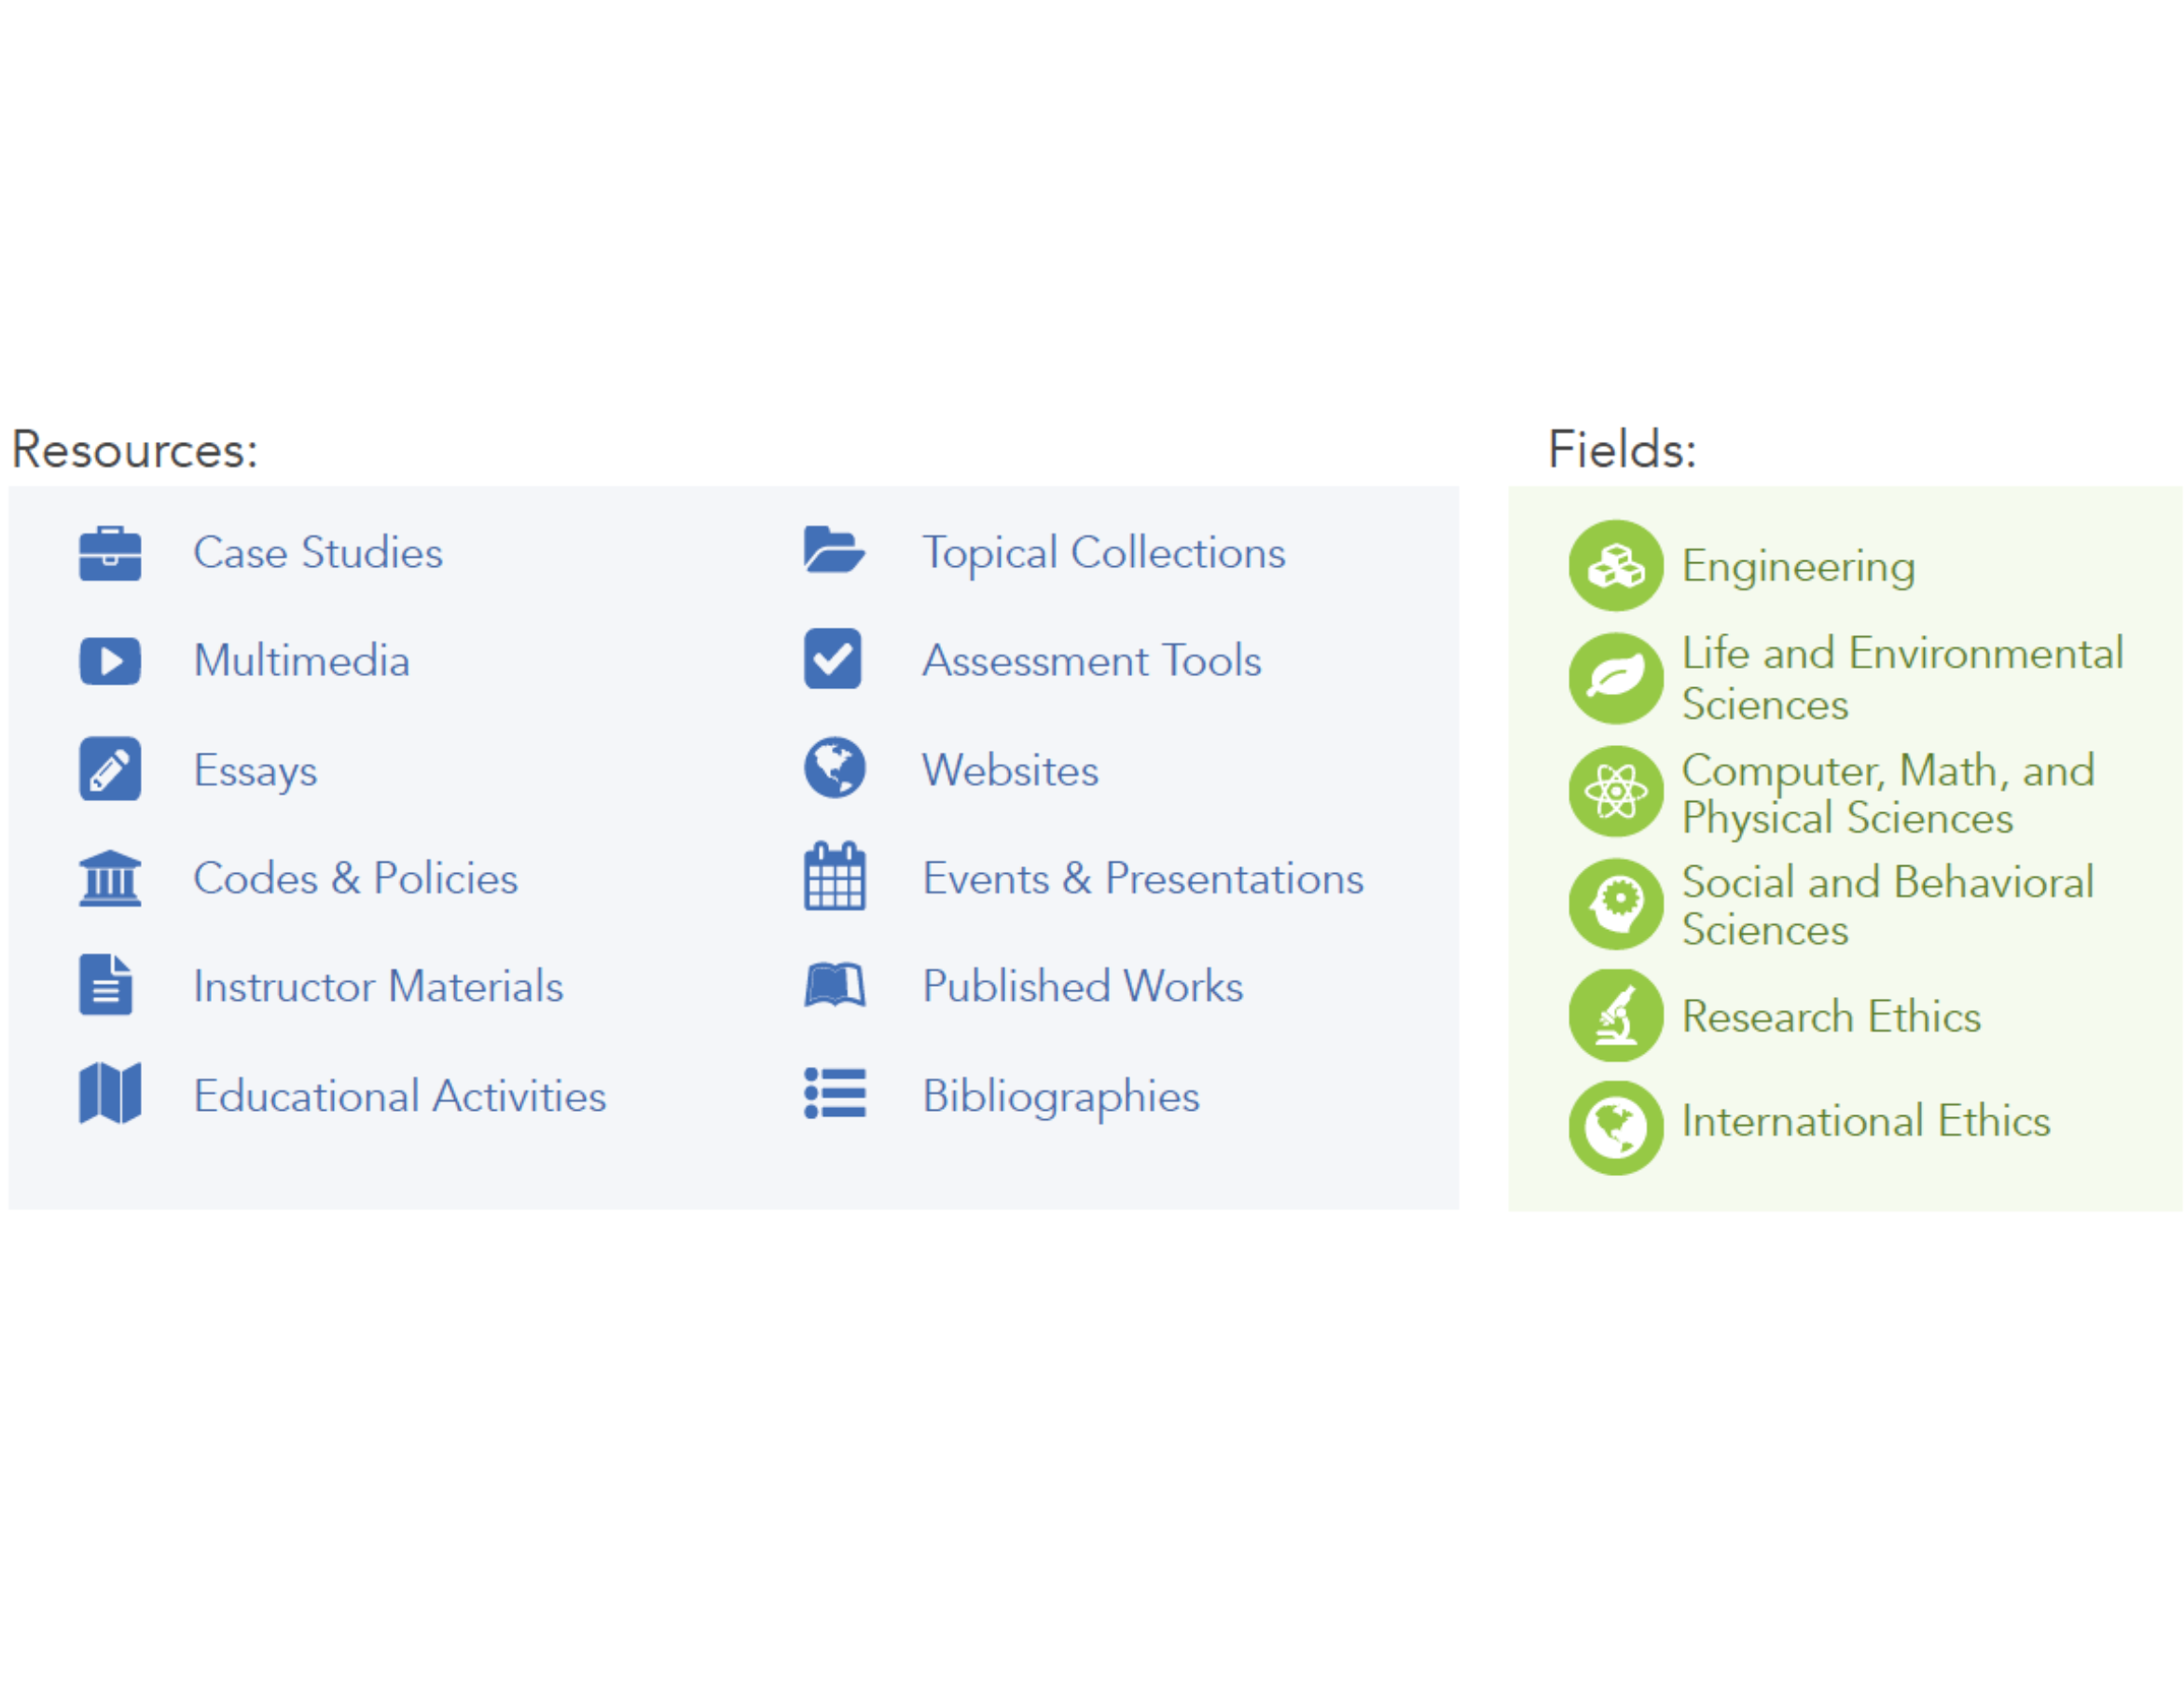 Resources:
Case Studies
Multimedia
Essays
Codes & Policies
Instructor Materials
Educational Activities
Topical Collections
Assessment Tools
Websites
Events & Presentations
Published Works
Bibliographies
Fields:
Engineering
Life and Environmental
Sciences
Computer, Math, and
Physical Sciences
Social and Behavioral
Sciences
Research Ethics
International Ethics